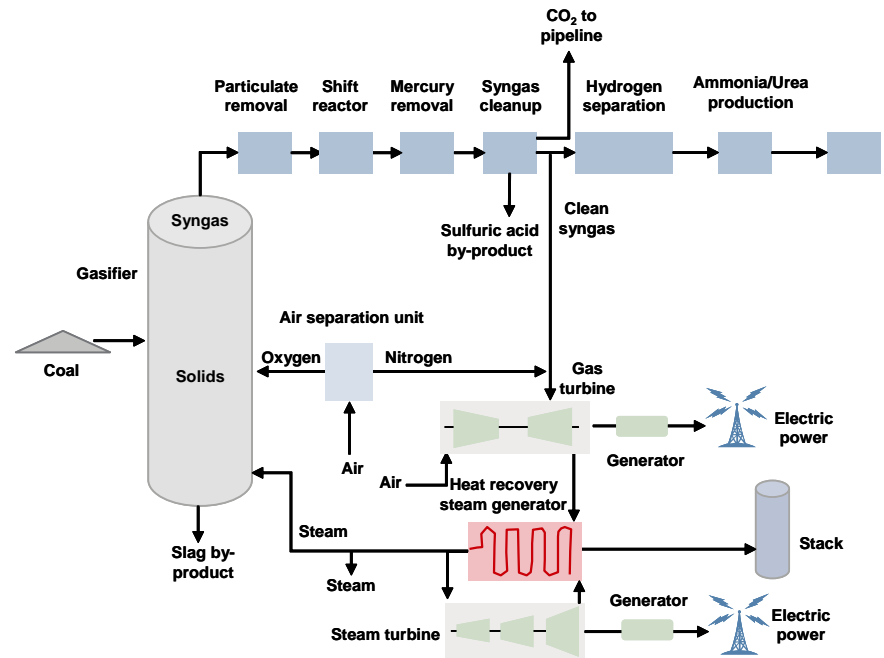 CO₂ to
pipeline
Particulate
removal
Shift
reactor
Mercury
removal
Syngas
cleanup
Hydrogen
separation
Ammonia/Urea
production
Syngas
Sulfuric acid
by-product
Clean
syngas
Gasifier
Air separation unit
Coal
Solids
Oxygen
Nitrogen
Gas
turbine
Electric
power
Generator
Air
Air
Heat recovery
steam generator
Steam
Stack
Slag by-
product
Steam
Generator
Steam turbine
Electric
power